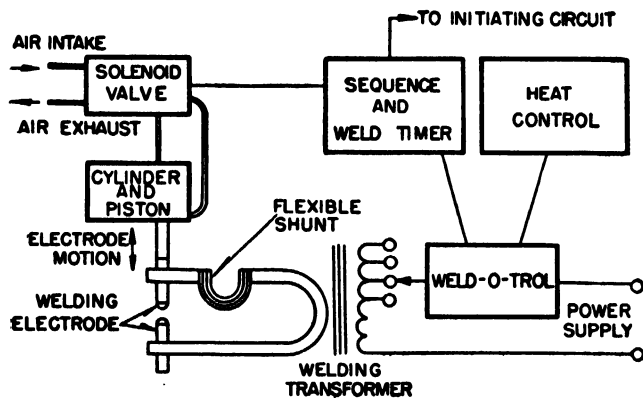 TO INITIATING CIRCUIT
AIR INTAKE
SOLENOID
VALVE
AIR EXHAUST
SEQUENCE
AND
WELD TIMER
HEAT
CONTROL
CYLINDER
AND
PISTON
FLEXIBLE
SHUNT
ELECTRODE
MOTION
WELD-O-TROL
WELDING
ELECTRODE
POWER
SUPPLY
WELDING
TRANSFORMER